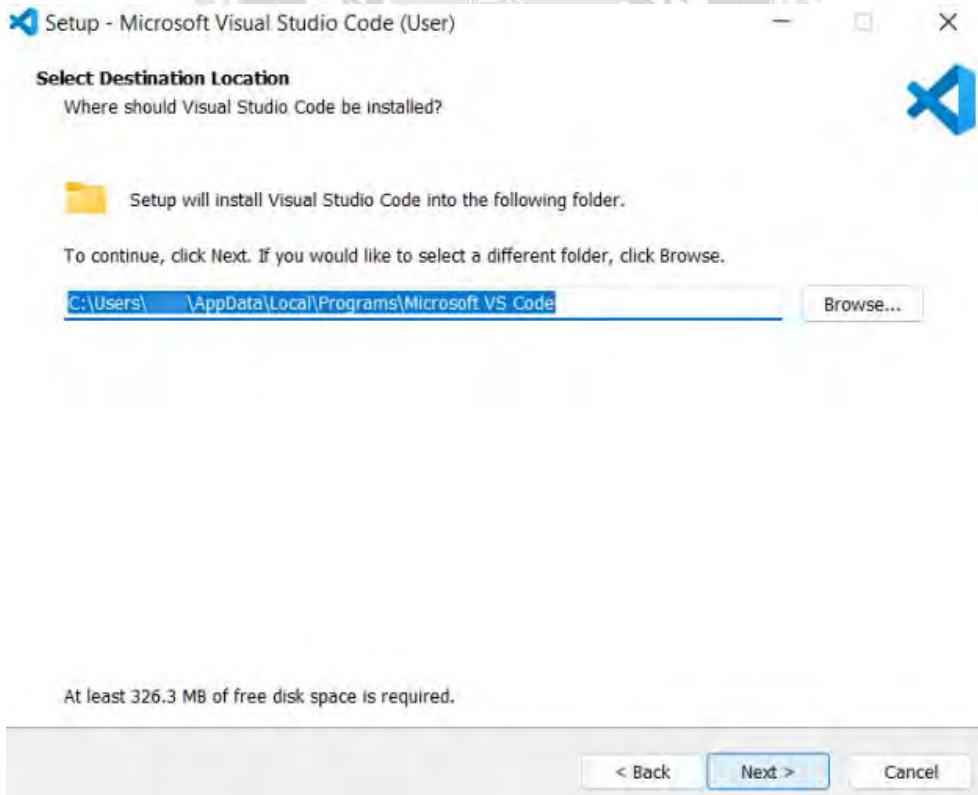 Setup - Microsoft Visual Studio Code (User)
Select Destination Location
Where should Visual Studio Code be installed?
Setup will install Visual Studio Code into the following folder.
To continue, click Next. If you would like to select a different folder, click Browse.
C:\Users\ \AppData\Local\Programs\Microsoft VS Code
Browse...
At least 326.3 MB of free disk space is required.
< Back
Next >
Cancel